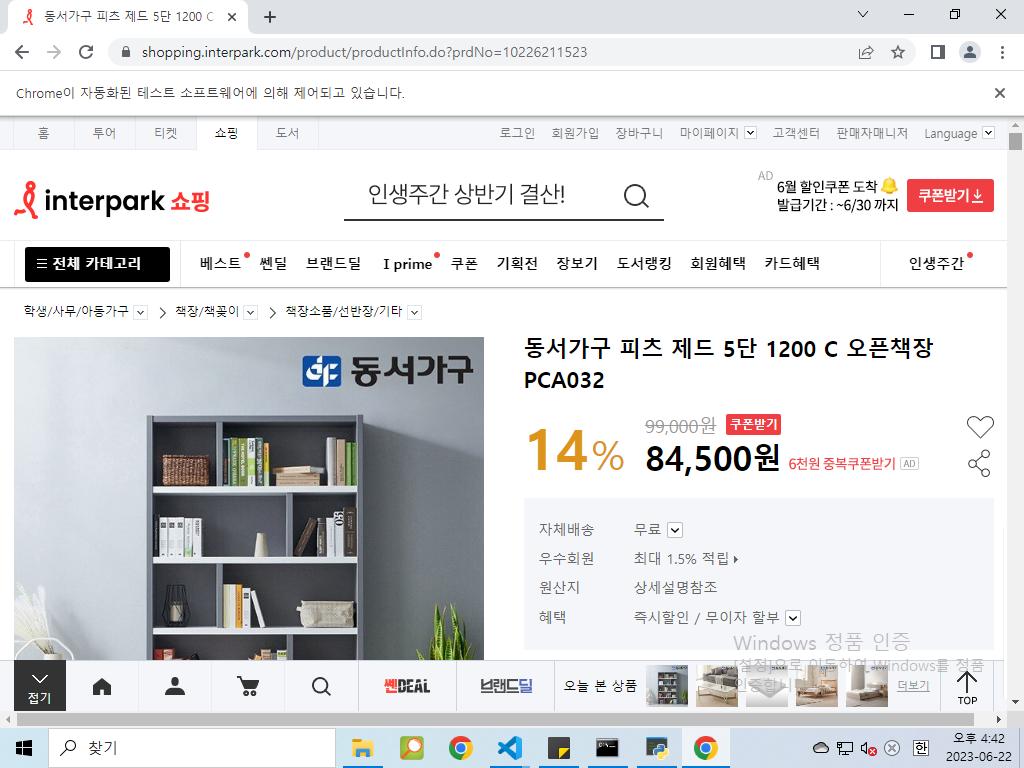 동서가구 피츠 제드 5단 1200 C
shopping.interpark.com/product/productInfo.do?prdNo=10226211523
Chrome이 자동화된 테스트 소프트웨어에 의해 제어되고 있습니다.
홈 투어 티켓 쇼핑 도서 로그인 회원가입 장바구니 마이페이지 고객센터 판매자매니저 Language
interpark 쇼핑
인생주간 상반기 결산!
AD
6월 할인쿠폰 도착
발급기간 : ~6/30 까지
쿠폰받기
전체 카테고리 베스트 쎈딜 브랜드딜 I prime 쿠폰 기획전 장보기 도서랭킹 회원혜택 카드혜택 인생주간
학생/사무/아동가구 책장/책꽂이 책장소품/선반장/기타
동서가구
동서가구 피츠 제드 5단 1200 C 오픈책장
PCA032
14%
99,000원 쿠폰받기
84,500원 6천원 중복쿠폰받기 AD
자체배송 무료
우수회원 최대 1.5% 적립
원산지 상세설명참조
혜택 즉시할인 / 무이자 할부
Windows 정품 인증
[설정]으로 이동하여 Windows를 정품
인증합니다.
접기
쎈DEAL
브랜드딜
오늘 본 상품
더보기
TOP
찾기
한
오후 4:42
2023-06-22